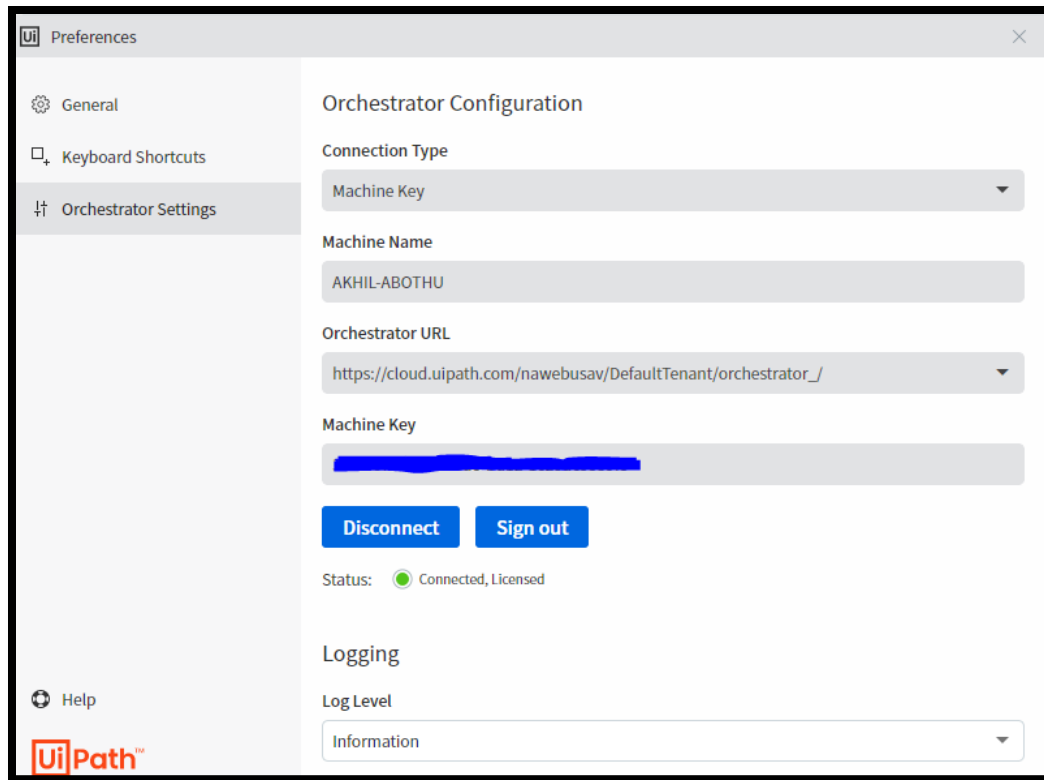 Ui Preferences
General
Keyboard Shortcuts
Orchestrator Settings
Help
Ui Path™
Orchestrator Configuration
Connection Type
Machine Key
Machine Name
AKHIL-ABOTHU
Orchestrator URL
https://cloud.uipath.com/nawebusav/DefaultTenant/orchestrator_/
Machine Key
Disconnect Sign out
Status: Connected, Licensed
Logging
Log Level
Information